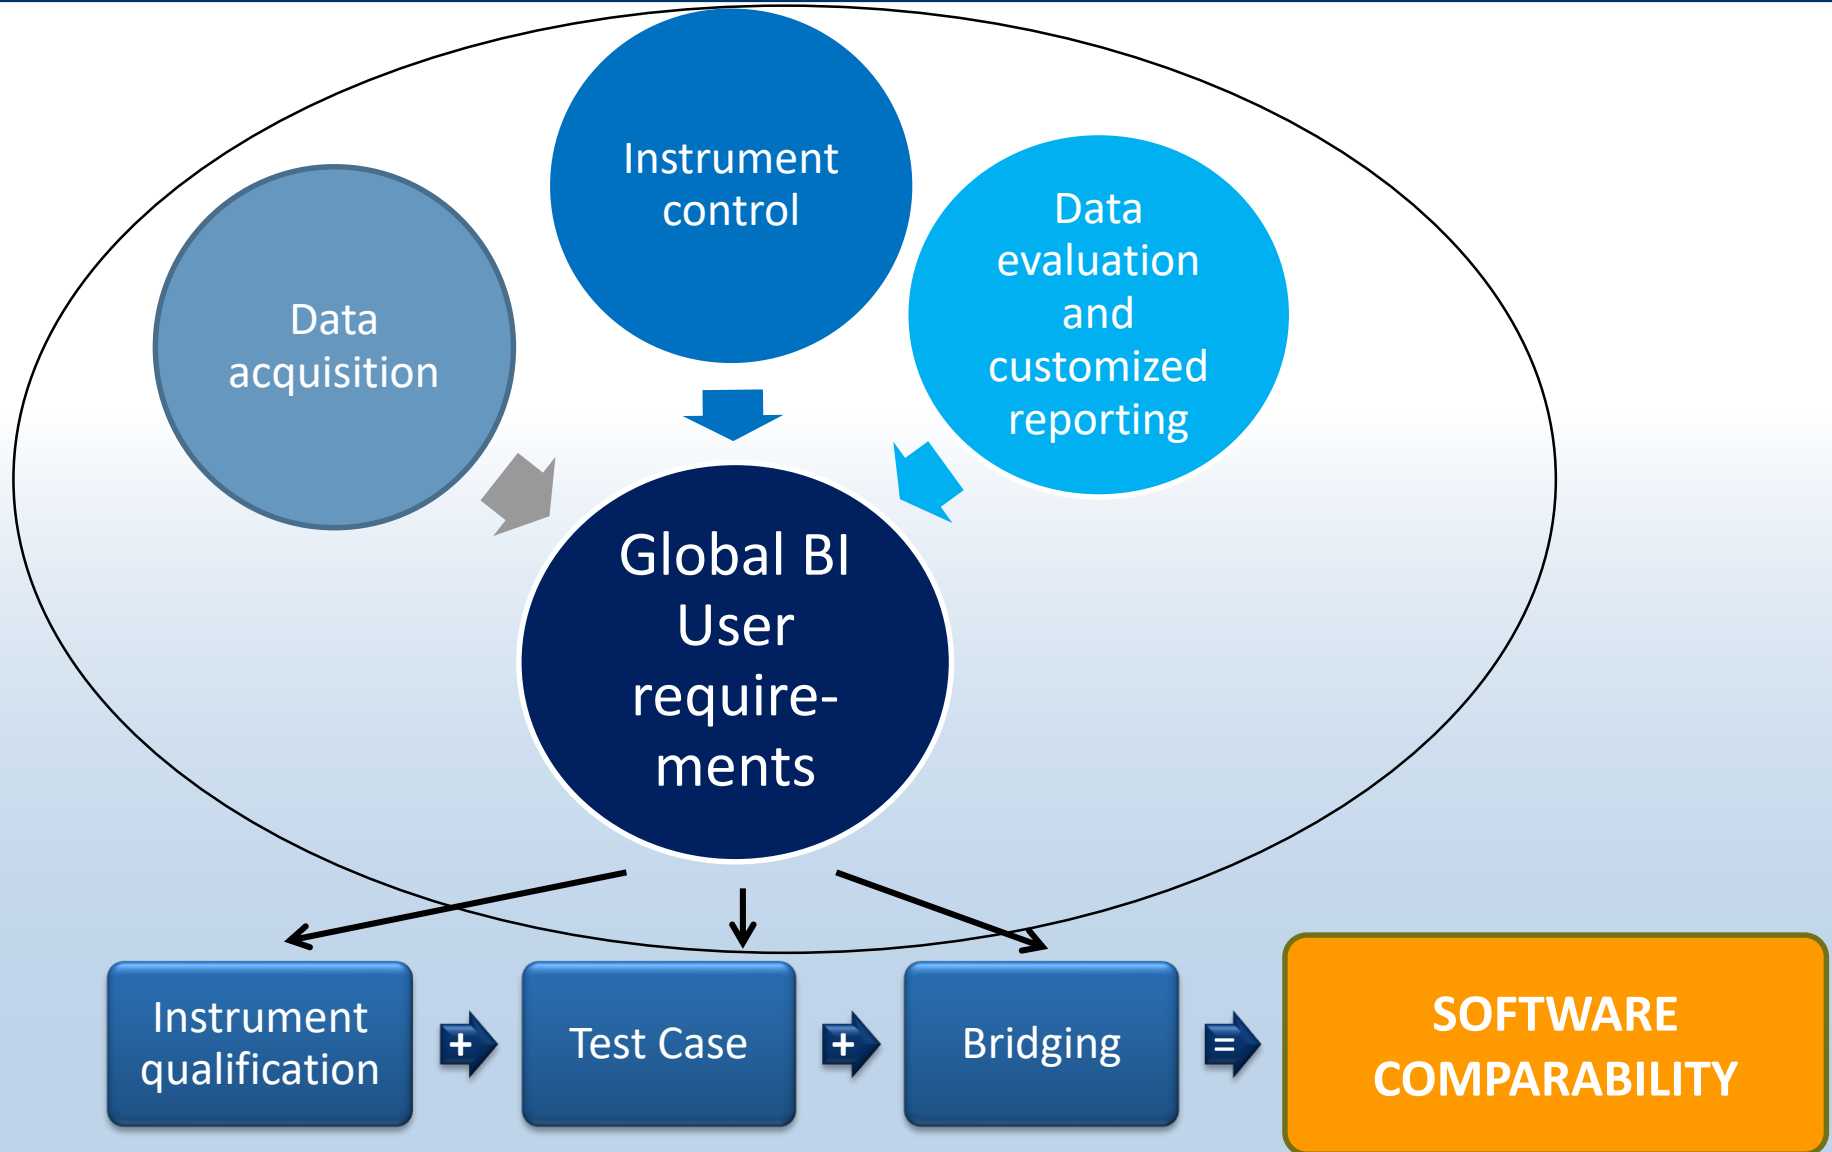 Instrument
control
Data
acquisition
Data
evaluation
and
customized
reporting
Global BI
User
require-
ments
Instrument
qualification
+
Test Case
+
Bridging
=
SOFTWARE
COMPARABILITY